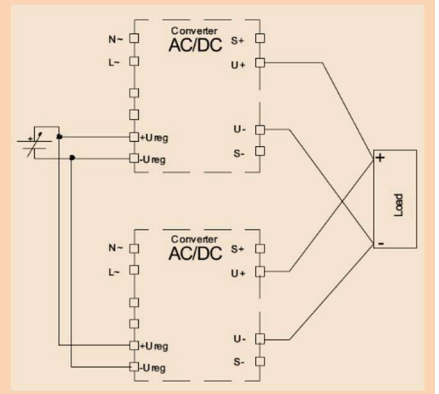 Converter
AC/DC
N~
S+
L~
U+
+Ureg
U-
-Ureg
S-
+
+
-
Load
Converter
AC/DC
N~
S+
L~
U+
U-
+Ureg
-Ureg
S-